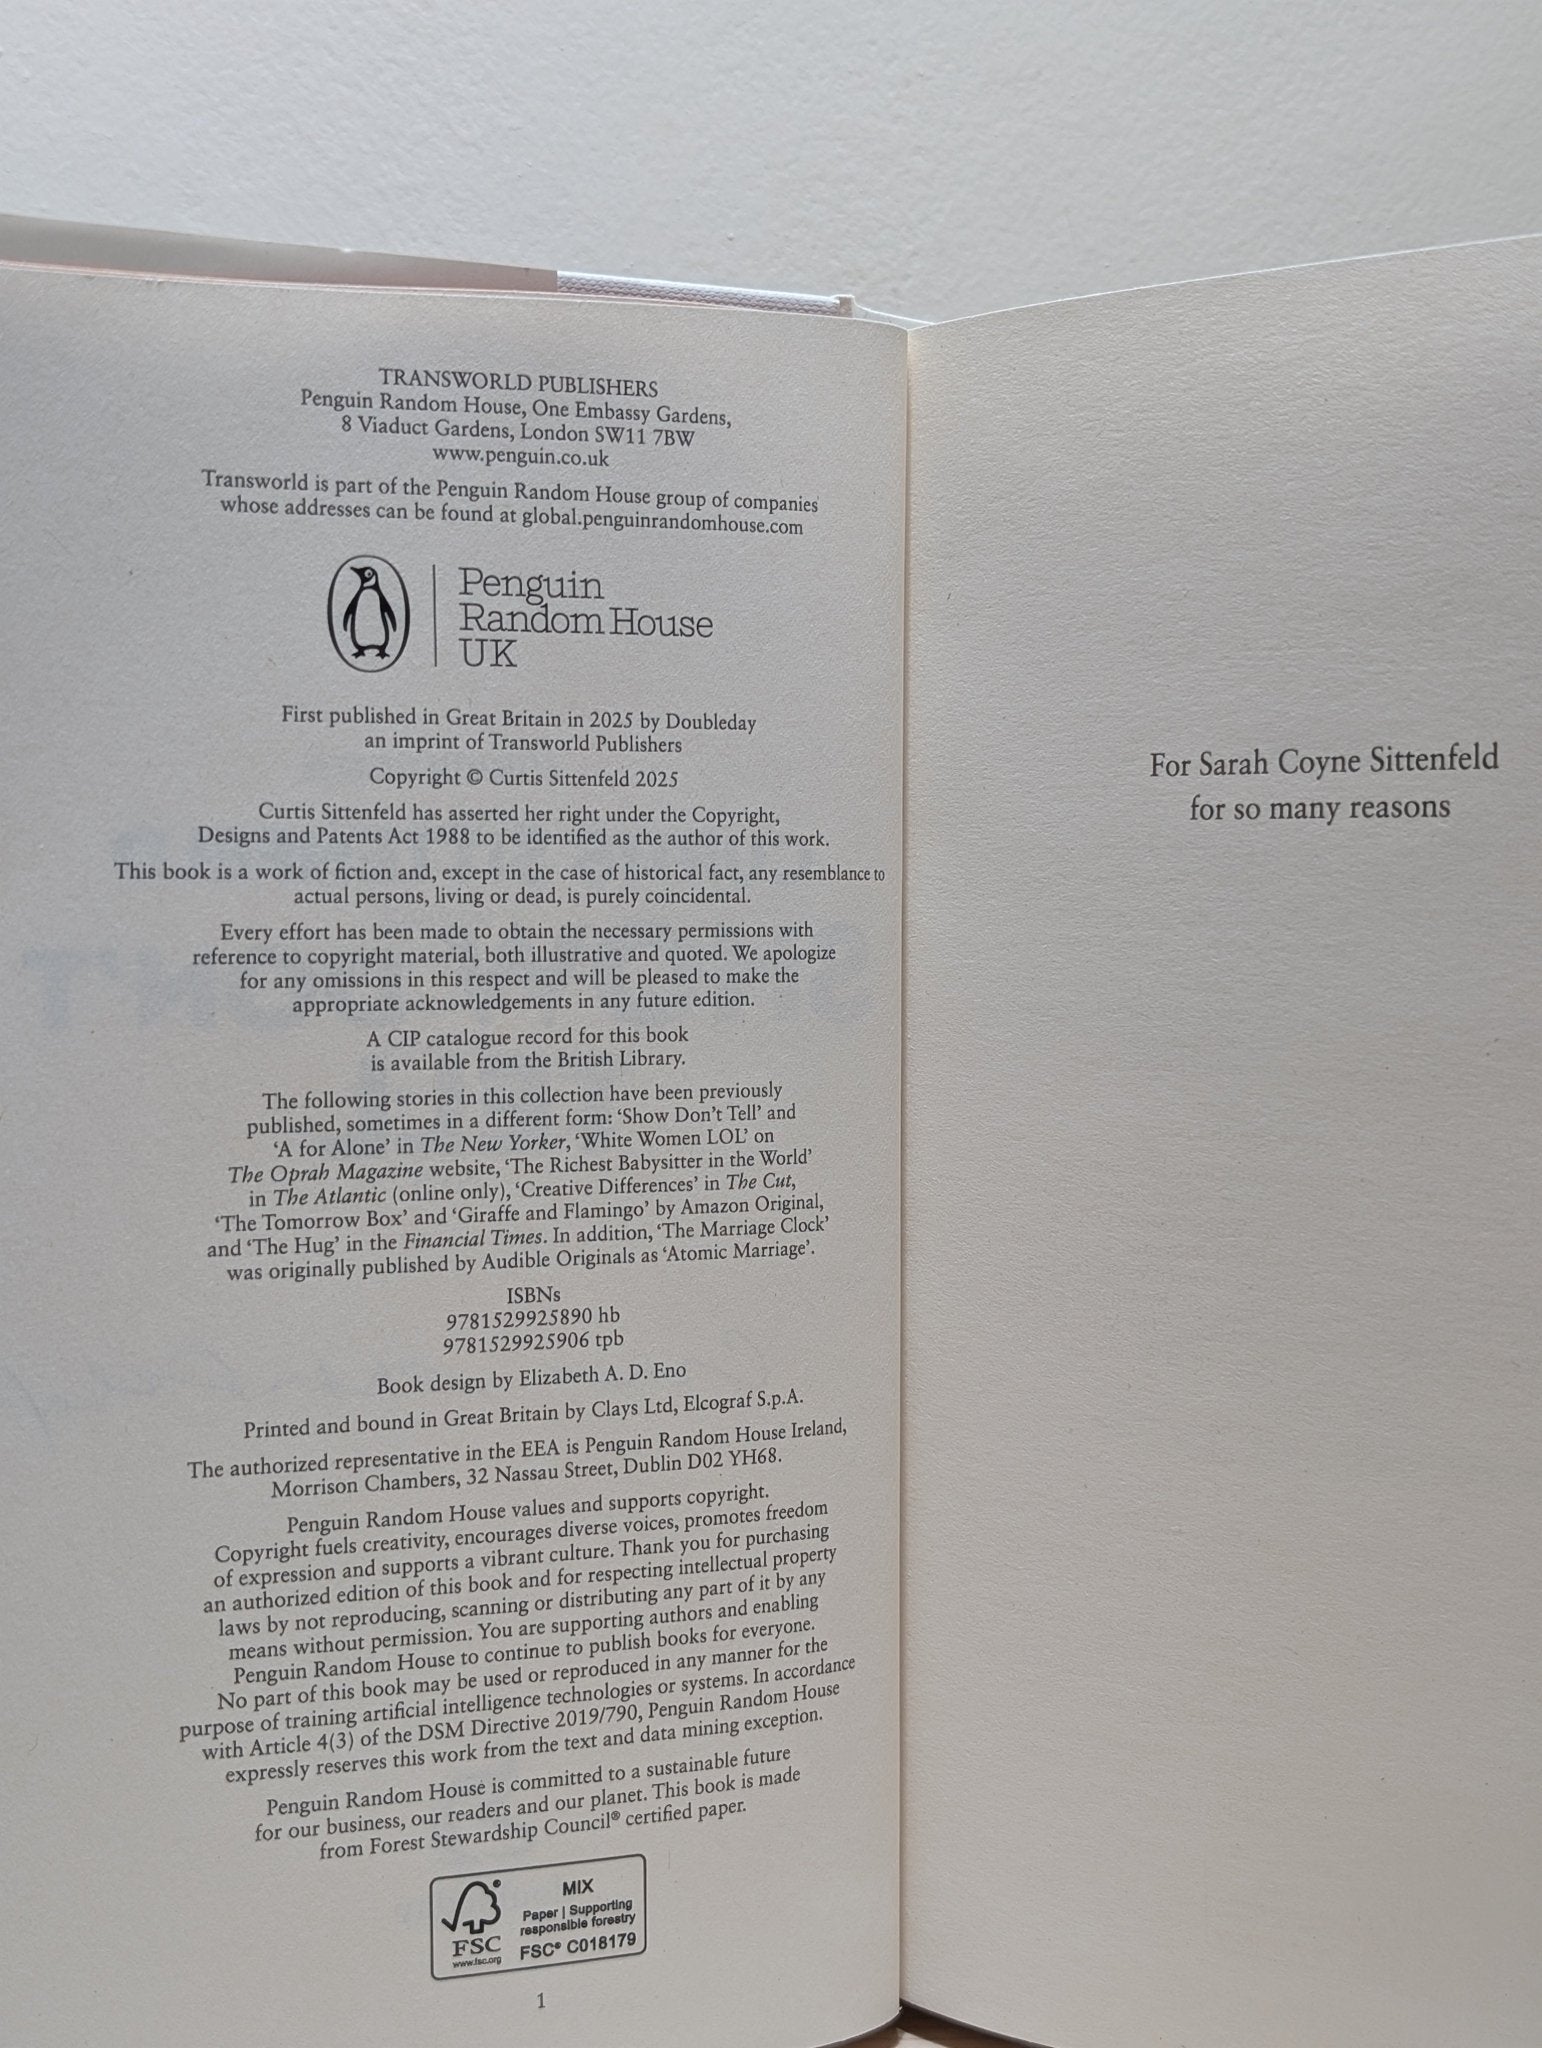 TRANSWORLD PUBLISHERS
Penguin Random House, One Embassy Gardens,
8 Viaduct Gardens, London SW11 7BW
www.penguin.co.uk
Transworld is part of the Penguin Random House group of companies
whose addresses can be found at global.penguinrandomhouse.com
Penguin
Random House
UK
First published in Great Britain in 2025 by Doubleday
an imprint of Transworld Publishers
Copyright © Curtis Sittenfeld 2025
Curtis Sittenfeld has asserted her right under the Copyright,
Designs and Patents Act 1988 to be identified as the author of this work.
This book is a work of fiction and, except in the case of historical fact, any resemblance to
actual persons, living or dead, is purely coincidental.
Every effort has been made to obtain the necessary permissions with
reference to copyright material, both illustrative and quoted. We apologize
for any omissions in this respect and will be pleased to make the
appropriate acknowledgements in any future edition.
A CIP catalogue record for this book
is available from the British Library.
The following stories in this collection have been previously
published, sometimes in a different form: ‘Show Don’t Tell’ and
‘A for Alone’ in The New Yorker, ‘White Women LOL’ on
The Oprah Magazine website, ‘The Richest Babysitter in the World’
in The Atlantic (online only), ‘Creative Differences’ in The Cut,
‘The Tomorrow Box’ and ‘Giraffe and Flamingo’ by Amazon Original,
and ‘The Hug’ in the Financial Times. In addition, ‘The Marriage Clock’
was originally published by Audible Originals as ‘Atomic Marriage’.
ISBNs
9781529925890 hb
9781529925906 tpb
Book design by Elizabeth A. D. Eno
Printed and bound in Great Britain by Clays Ltd, Elcograf S.p.A.
The authorized representative in the EEA is Penguin Random House Ireland,
Morrison Chambers, 32 Nassau Street, Dublin D02 YH68.
Penguin Random House values and supports copyright.
Copyright fuels creativity, encourages diverse voices, promotes freedom
of expression and supports a vibrant culture. Thank you for purchasing
an authorized edition of this book and for respecting intellectual property
laws by not reproducing, scanning or distributing any part of it by any
means without permission. You are supporting authors and enabling
Penguin Random House to continue to publish books for everyone.
No part of this book may be used or reproduced in any manner for the
purpose of training artificial intelligence technologies or systems. In accordance
with Article 4(3) of the DSM Directive 2019/790, Penguin Random House
expressly reserves this work from the text and data mining exception.
Penguin Random House is committed to a sustainable future
for our business, our readers and our planet. This book is made
from Forest Stewardship Council® certified paper.
FSC
www.fsc.org
MIX
Paper | Supporting
responsible forestry
FSC® C018179
1
For Sarah Coyne Sittenfeld
for so many reasons